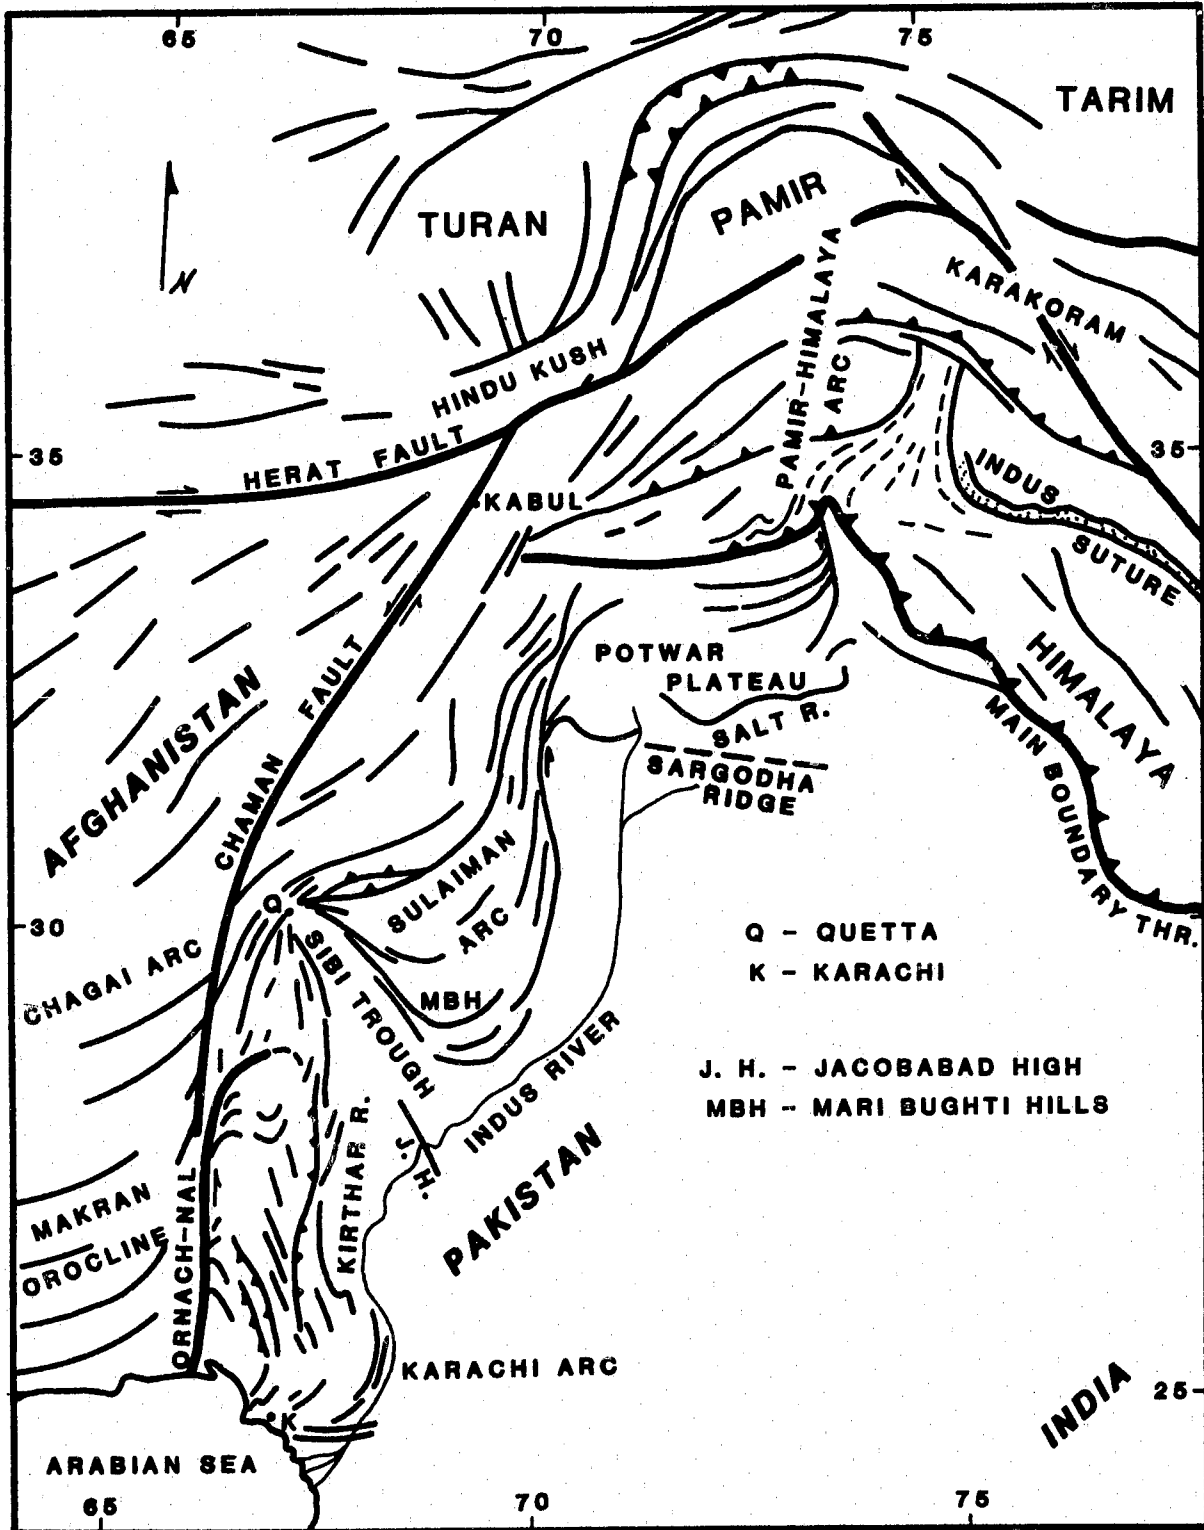 65 70 75
TARIM
TURAN
PAMIR
N
KARAKORAM
PAMIR-HIMALAYA
ARC
HINDU KUSH
HERAT FAULT
35 35
KABUL
INDUS
SUTURE
POTWAR
PLATEAU
SALT R.
SARGODHA
RIDGE
HIMALAYA
MAIN BOUNDARY THR.
AFGHANISTAN
CHAMAN FAULT
SULAIMAN
ARC
Q
30
CHAGAI ARC
SIBI TROUGH
MBH
Q - QUETTA
K - KARACHI
J. H. - JACOBABAD HIGH
MBH - MARI BUGHTI HILLS
INDUS RIVER
J. H.
KIRTHAR R.
PAKISTAN
MAKRAN
OROCLINE
ORNACH-NAL
KARACHI ARC
K
25
INDIA
ARABIAN SEA
65 70 75